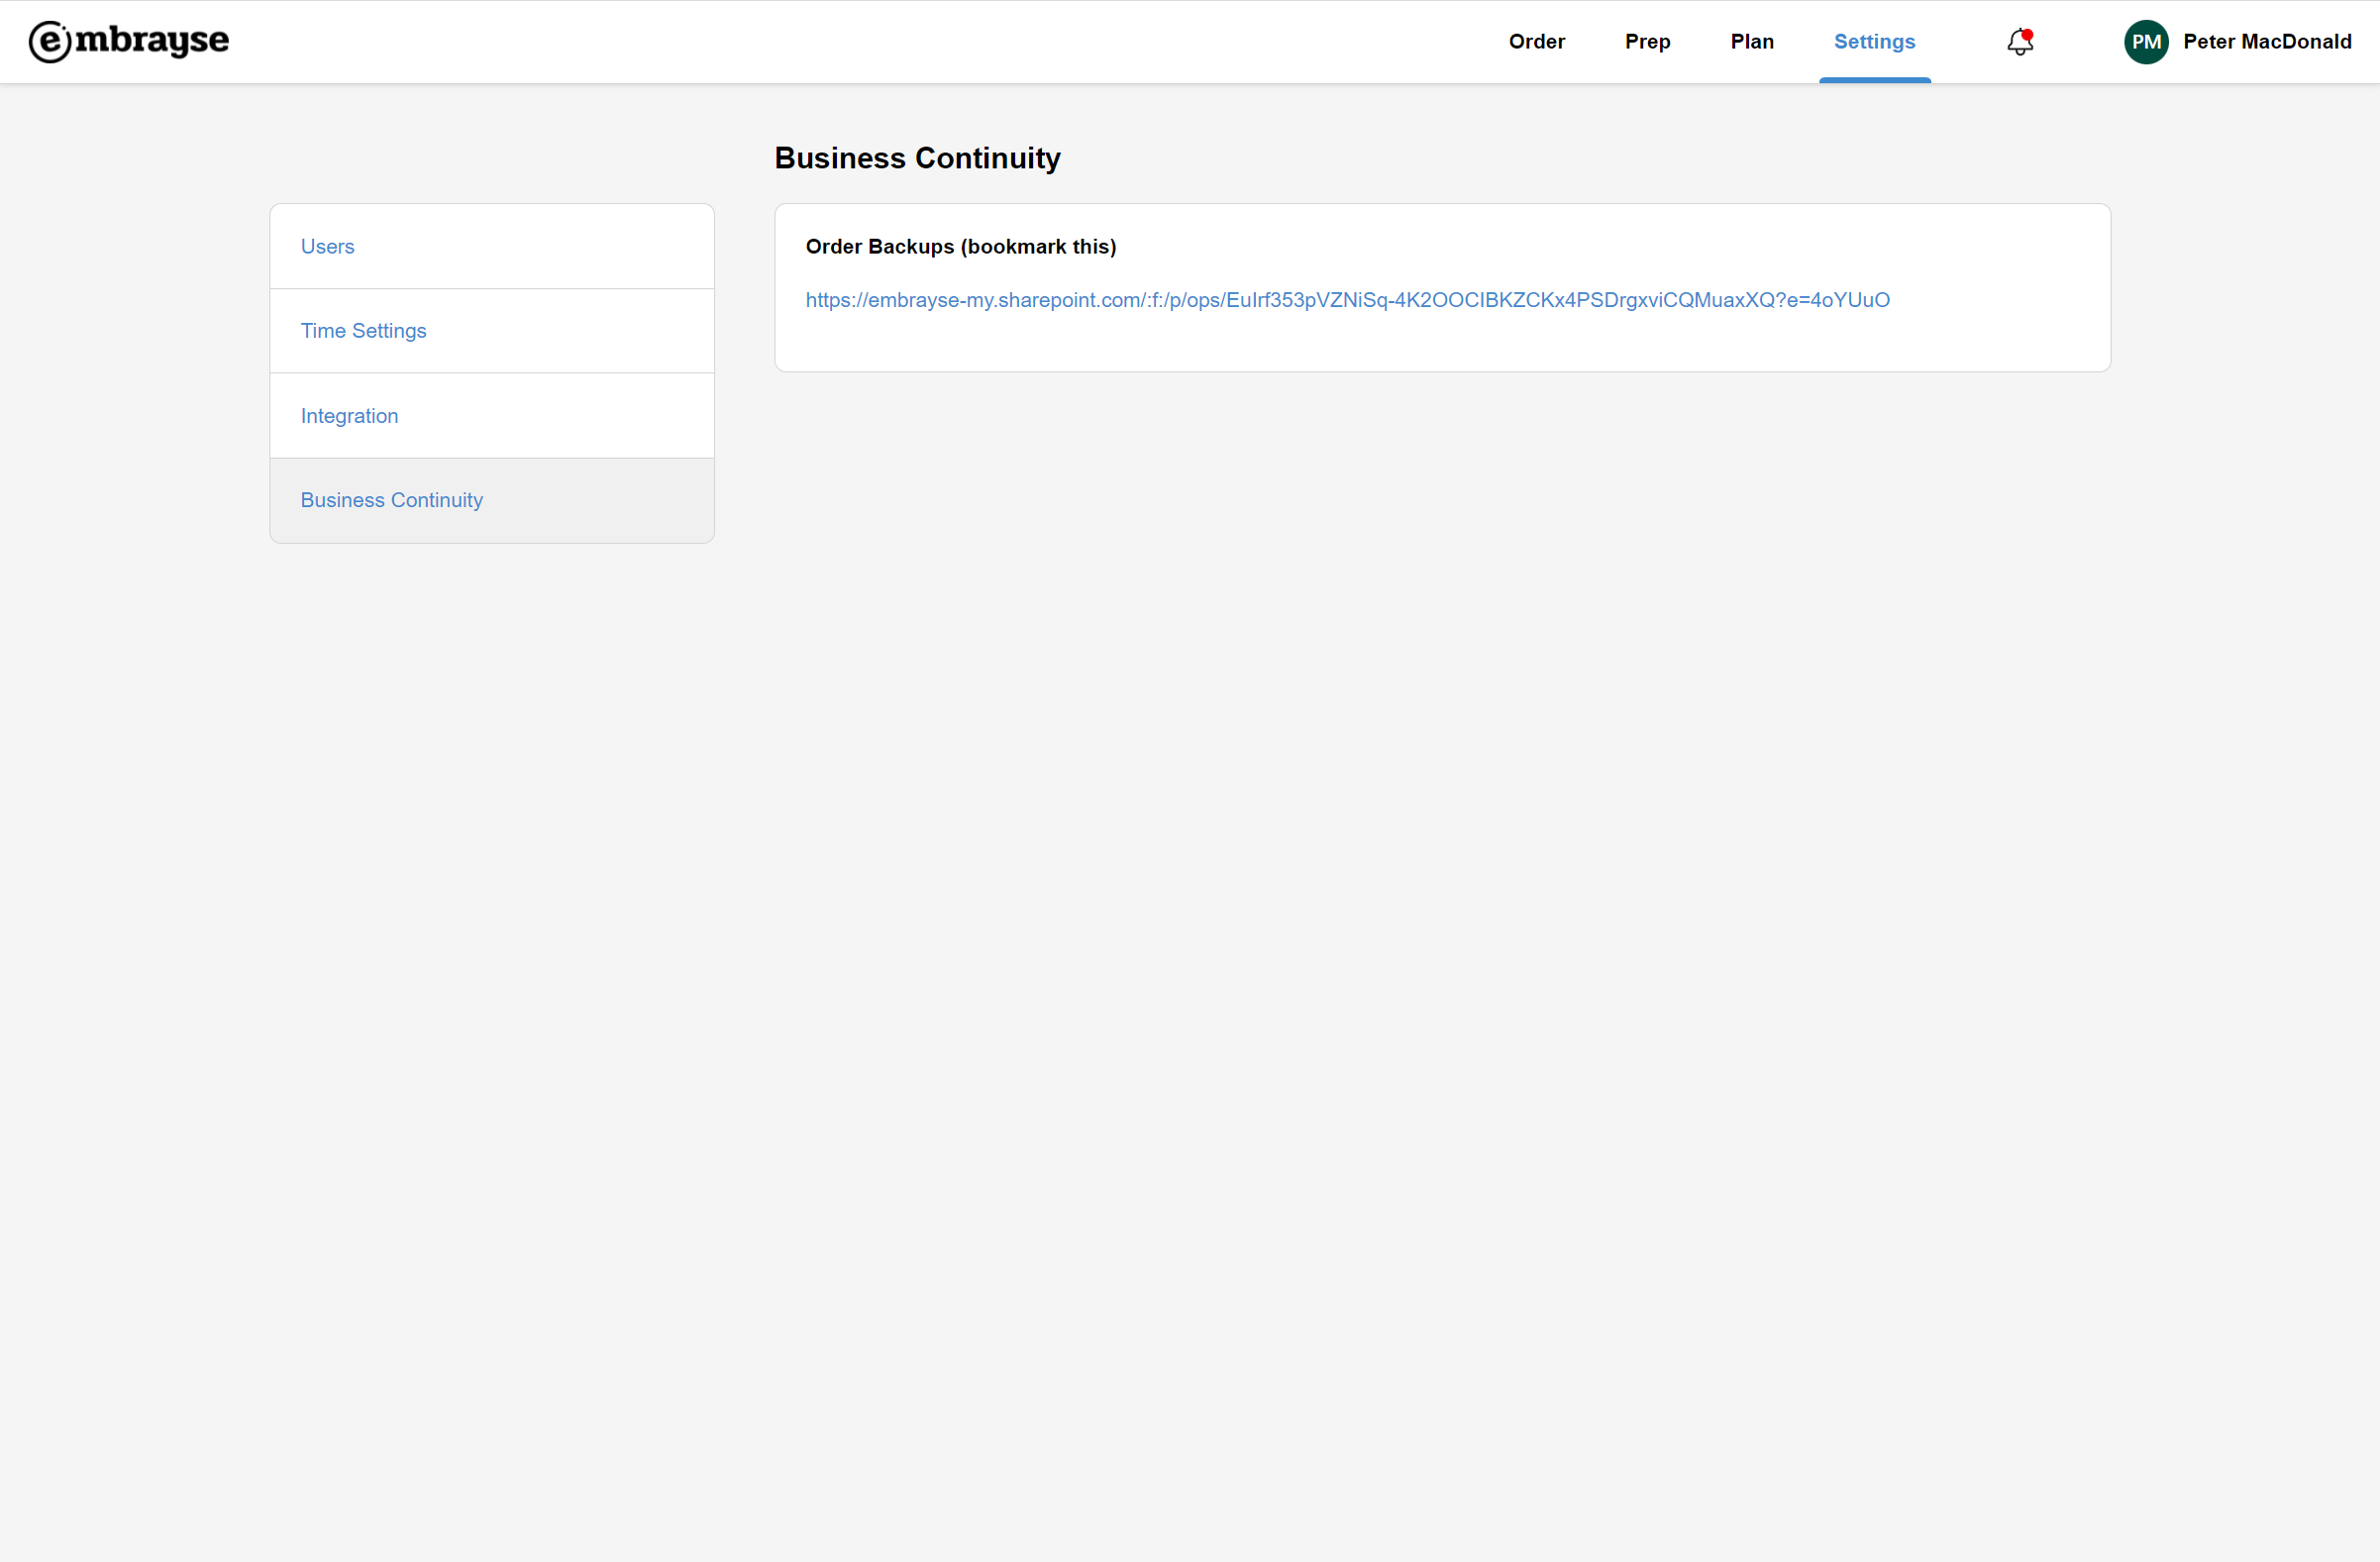 embrayse
Order
Prep
Plan
Settings
PM
Peter MacDonald
Business Continuity
Users
Time Settings
Integration
Business Continuity
Order Backups (bookmark this)
https://embrayse-my.sharepoint.com/:f:/p/ops/EuIrf353pVZNiSq-4K2OOCIBKZCKx4PSDrgxviCQMuaxXQ?e=4oYUuO